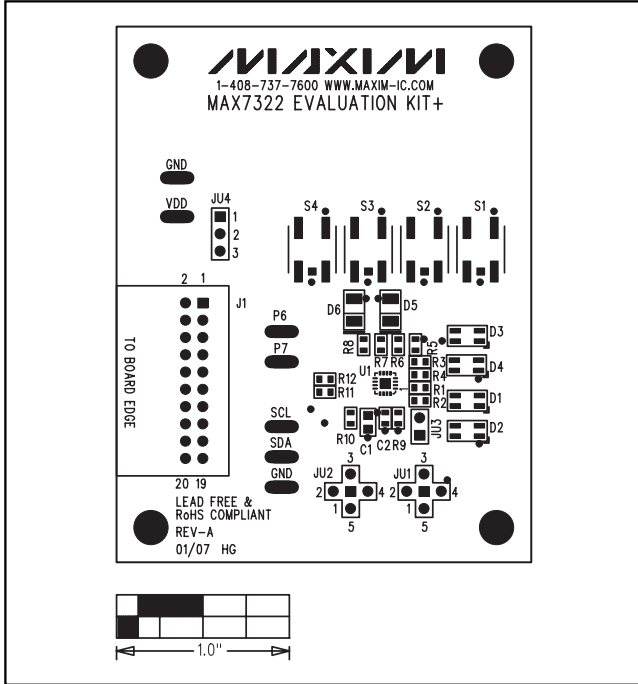 MAXIM
1-408-737-7600 WWW.MAXIM-IC.COM
MAX7322 EVALUATION KIT+
GND
VDD
JU4
1
2
3
S4 S3 S2 S1
2 1
J1
TO BOARD EDGE
20 19
P6
P7
SCL
SDA
GND
D6 D5
R8 R7 R6 R5
D3
R3
D4
R4
U1
R12
R11
R1
D1
R2
R10 C1 C2 R9 JU3
D2
JU2
3
2 4
1
5
JU1
3
2 4
1
5
LEAD FREE &
RoHS COMPLIANT
REV-A
01/07 HG
1.0"